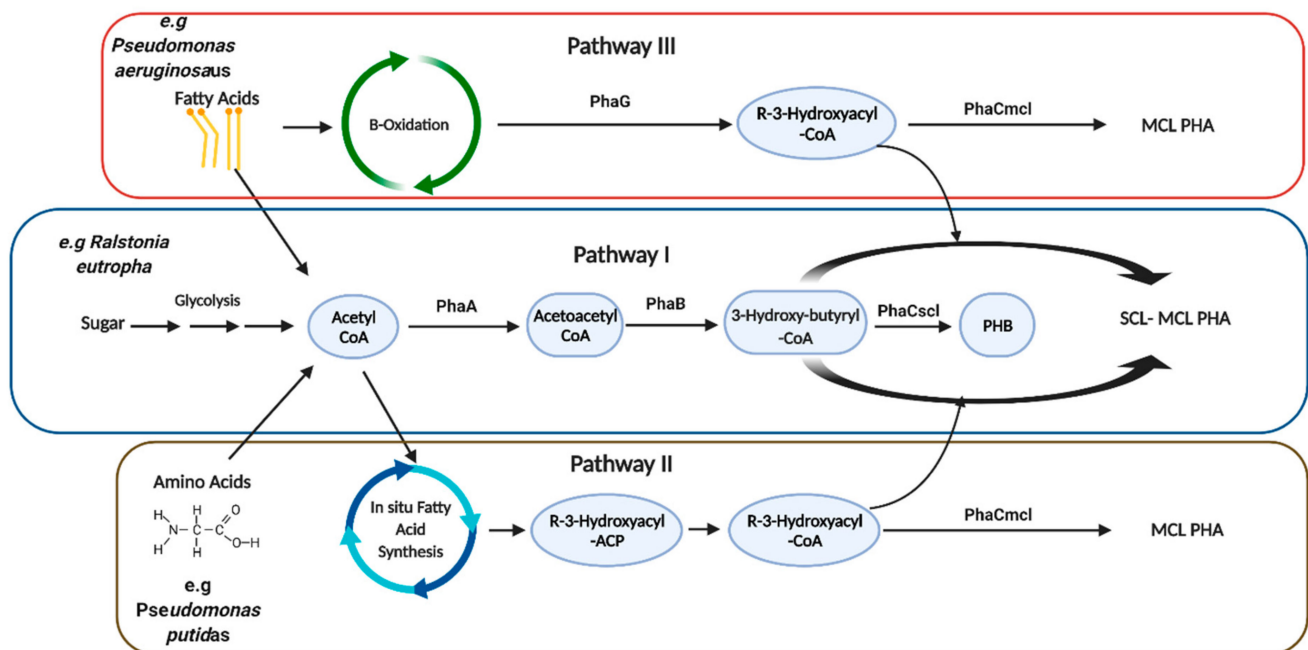 e.g
Pseudomonas
aeruginosaus
Fatty Acids
Pathway III
B-Oxidation
PhaG
R-3-Hydroxyacyl
-CoA
PhaCmcl
MCL PHA
e.g Ralstonia
eutropha
Pathway I
Glycolysis
Sugar
Acetyl
CoA
PhaA
Acetoacetyl
CoA
PhaB
3-Hydroxy-butyryl
-CoA
PhaCscl
PHB
SCL- MCL PHA
Pathway II
Amino Acids
H
N
H
H
C
H
C
O
O
H
e.g
Pseudomonas
putidas
In situ Fatty
Acid
Synthesis
R-3-Hydroxyacyl
-ACP
R-3-Hydroxyacyl
-CoA
PhaCmcl
MCL PHA